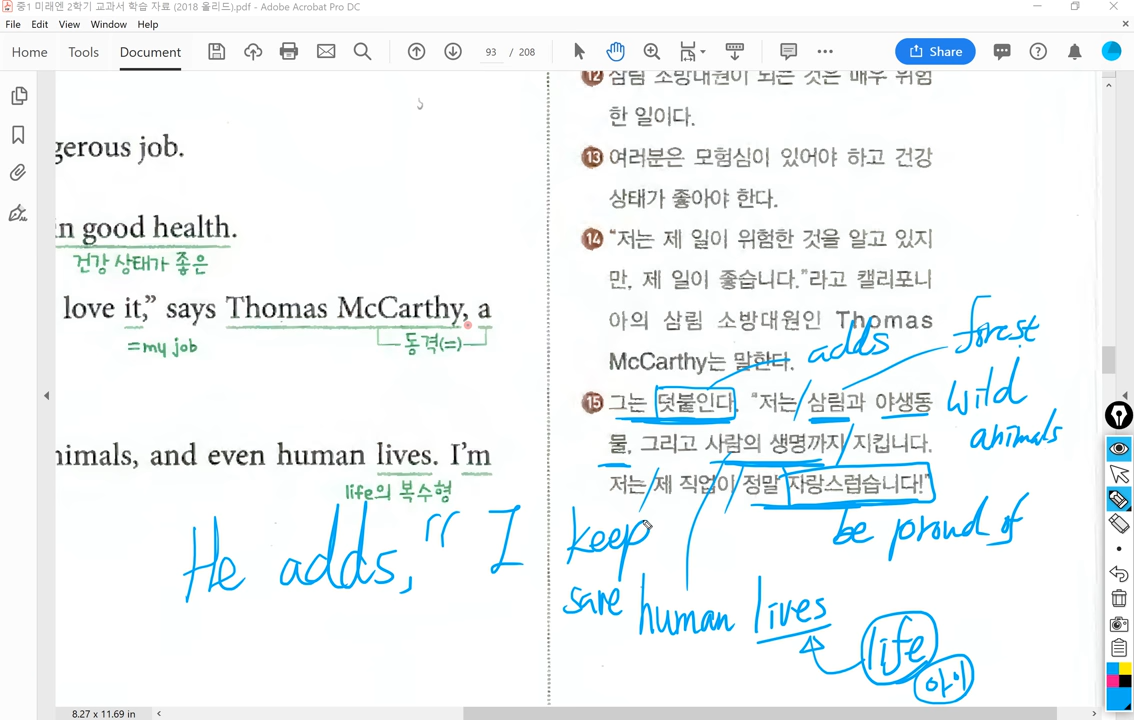 중1 미래엔 2학기 교과서 학습 자료 (2018 올리드).pdf - Adobe Acrobat Pro DC
File Edit View Window Help
Home Tools Document 93 / 208 Share
gerous job.
in good health.
건강 상태가 좋은
love it,” says Thomas McCarthy, a
=my job 동격(=)
nimals, and even human lives. I’m
life의 복수형
He adds, “ I
12 삼림 소방대원이 되는 것은 매우 위험
한 일이다.
13 여러분은 모험심이 있어야 하고 건강
상태가 좋아야 한다.
14 “저는 제 일이 위험한 것을 알고 있지
만, 제 일이 좋습니다.”라고 캘리포니
아의 삼림 소방대원인 Thomas
McCarthy는 말한다.
adds forest
15 그는 덧붙인다. “저는 삼림과 야생동
물, 그리고 사람의 생명까지 지킵니다.
저는 제 직업이 정말 자랑스럽습니다!”
wild
animals
keep be proud of
save human lives
life
아이
8.27 x 11.69 in